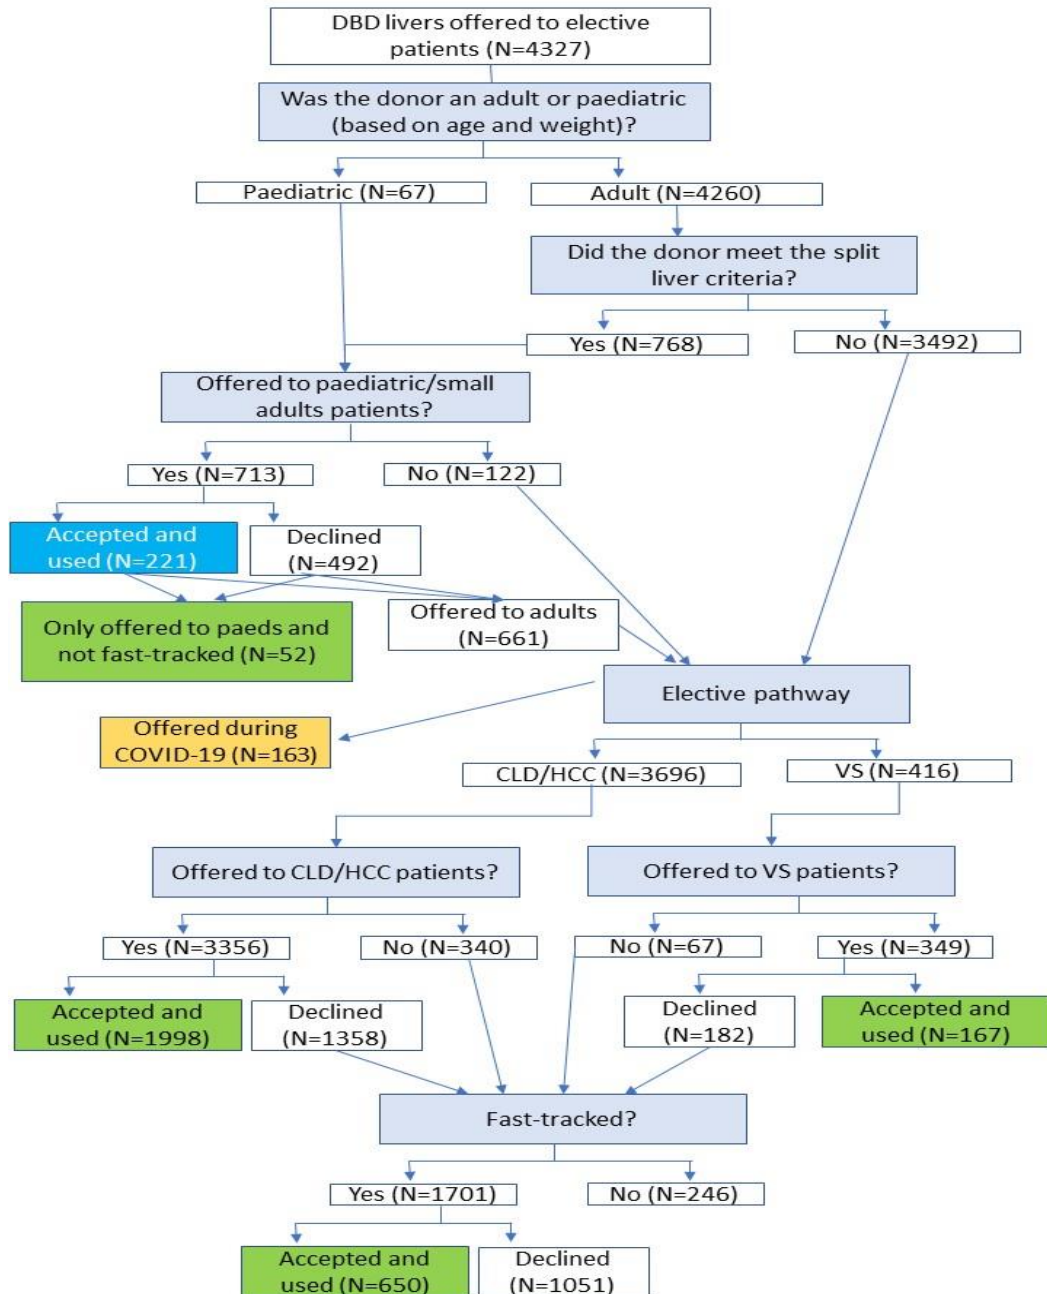 DBD livers offered to elective
patients (N=4327)
Was the donor an adult or paediatric
(based on age and weight)?
Paediatric (N=67)
Adult (N=4260)
Did the donor meet the split
liver criteria?
Yes (N=768)
No (N=3492)
Offered to paediatric/small
adults patients?
Yes (N=713)
No (N=122)
Accepted and
used (N=221)
Declined
(N=492)
Only offered to paeds and
not fast-tracked (N=52)
Offered to adults
(N=661)
Elective pathway
Offered during
COVID-19 (N=163)
CLD/HCC (N=3696)
VS (N=416)
Offered to CLD/HCC patients?
Offered to VS patients?
Yes (N=3356)
No (N=340)
No (N=67)
Yes (N=349)
Accepted and
used (N=1998)
Declined
(N=1358)
Declined
(N=182)
Accepted and
used (N=167)
Fast-tracked?
Yes (N=1701)
No (N=246)
Accepted and
used (N=650)
Declined
(N=1051)